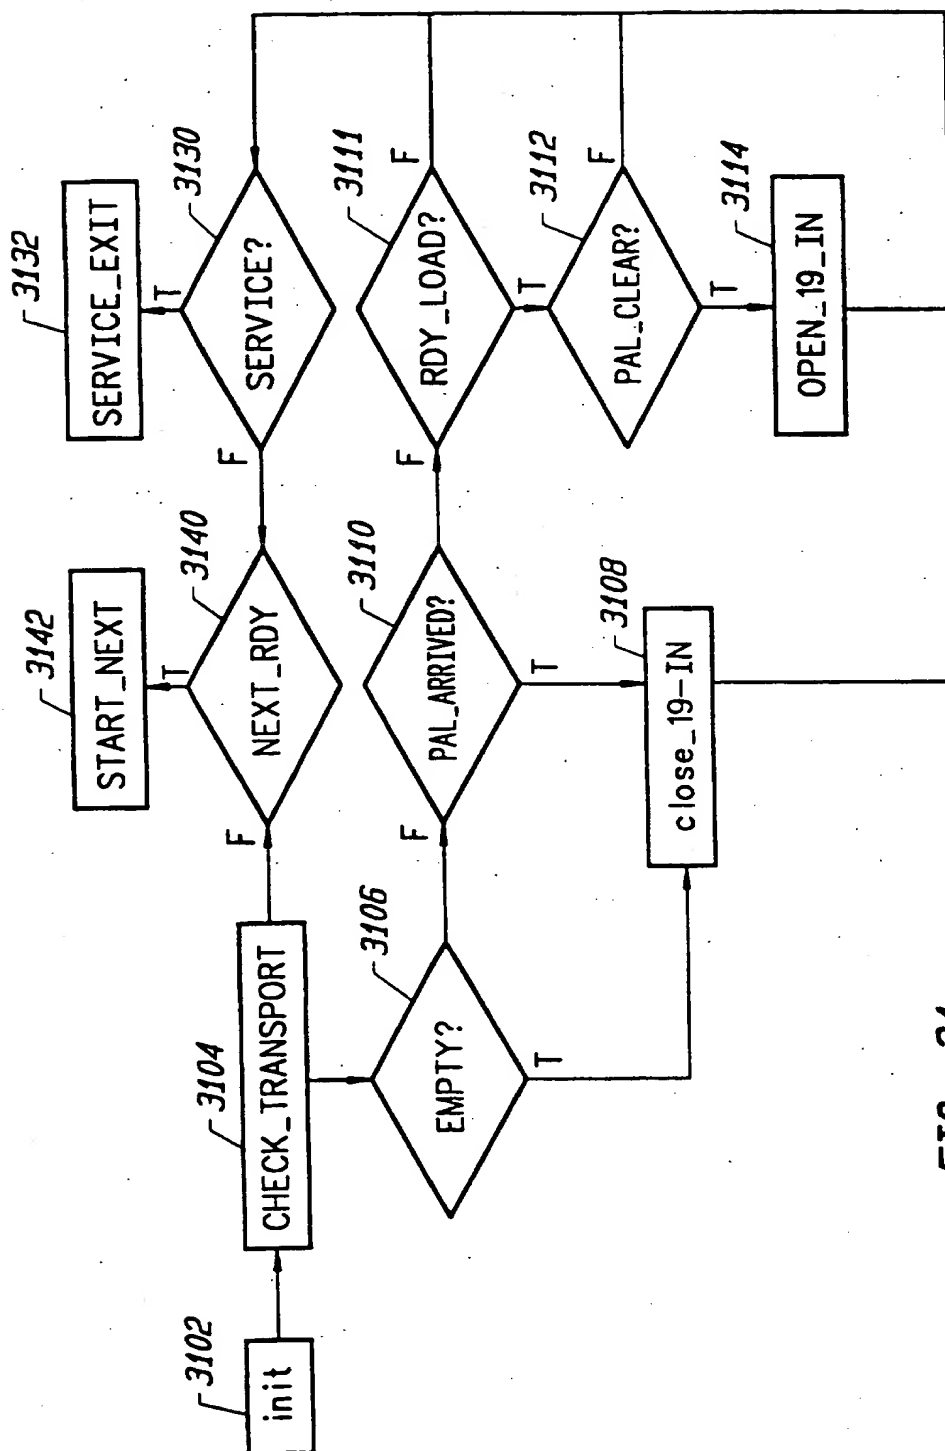 3142
3132
START_NEXT
SERVICE_EXIT
T
T
3102
3104
3140
3130
F
F
init
CHECK_TRANSPORT
NEXT_RDY
SERVICE?
3106
3110
3111
F
F
F
EMPTY?
PAL_ARRIVED?
RDY_LOAD?
T
T
T
3112
F
PAL_CLEAR?
3108
T
3114
close_19-IN
OPEN_19_IN
FIG.